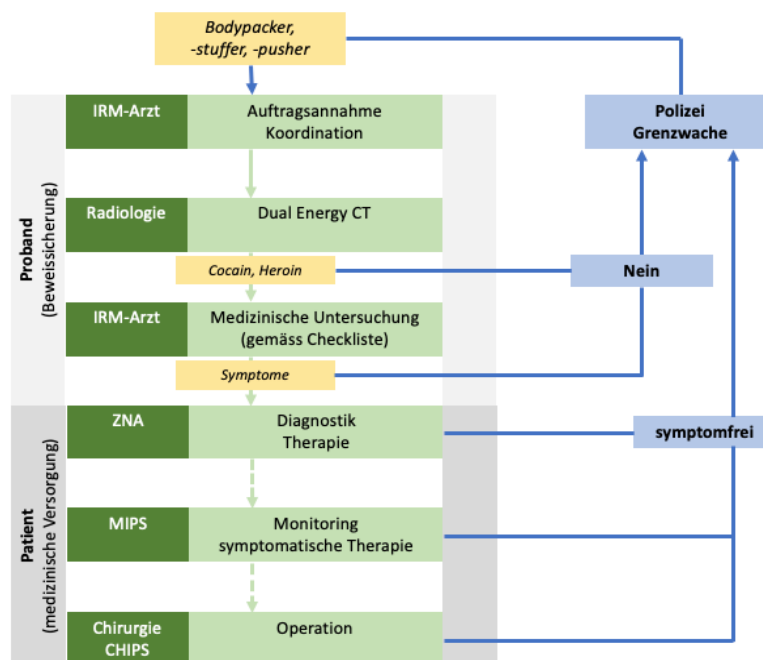 Bodypacker,
-stuffer, -pusher
Polizei
Grenzwache
Proband
(Beweissicherung)
IRM-Arzt
Auftragsannahme
Koordination
Radiologie
Dual Energy CT
Cocain, Heroin
Nein
IRM-Arzt
Medizinische Untersuchung
(gemäss Checkliste)
Symptome
Patient
(medizinische Versorgung)
ZNA
Diagnostik
Therapie
symptomfrei
MIPS
Monitoring
symptomatische Therapie
Chirurgie
CHIPS
Operation